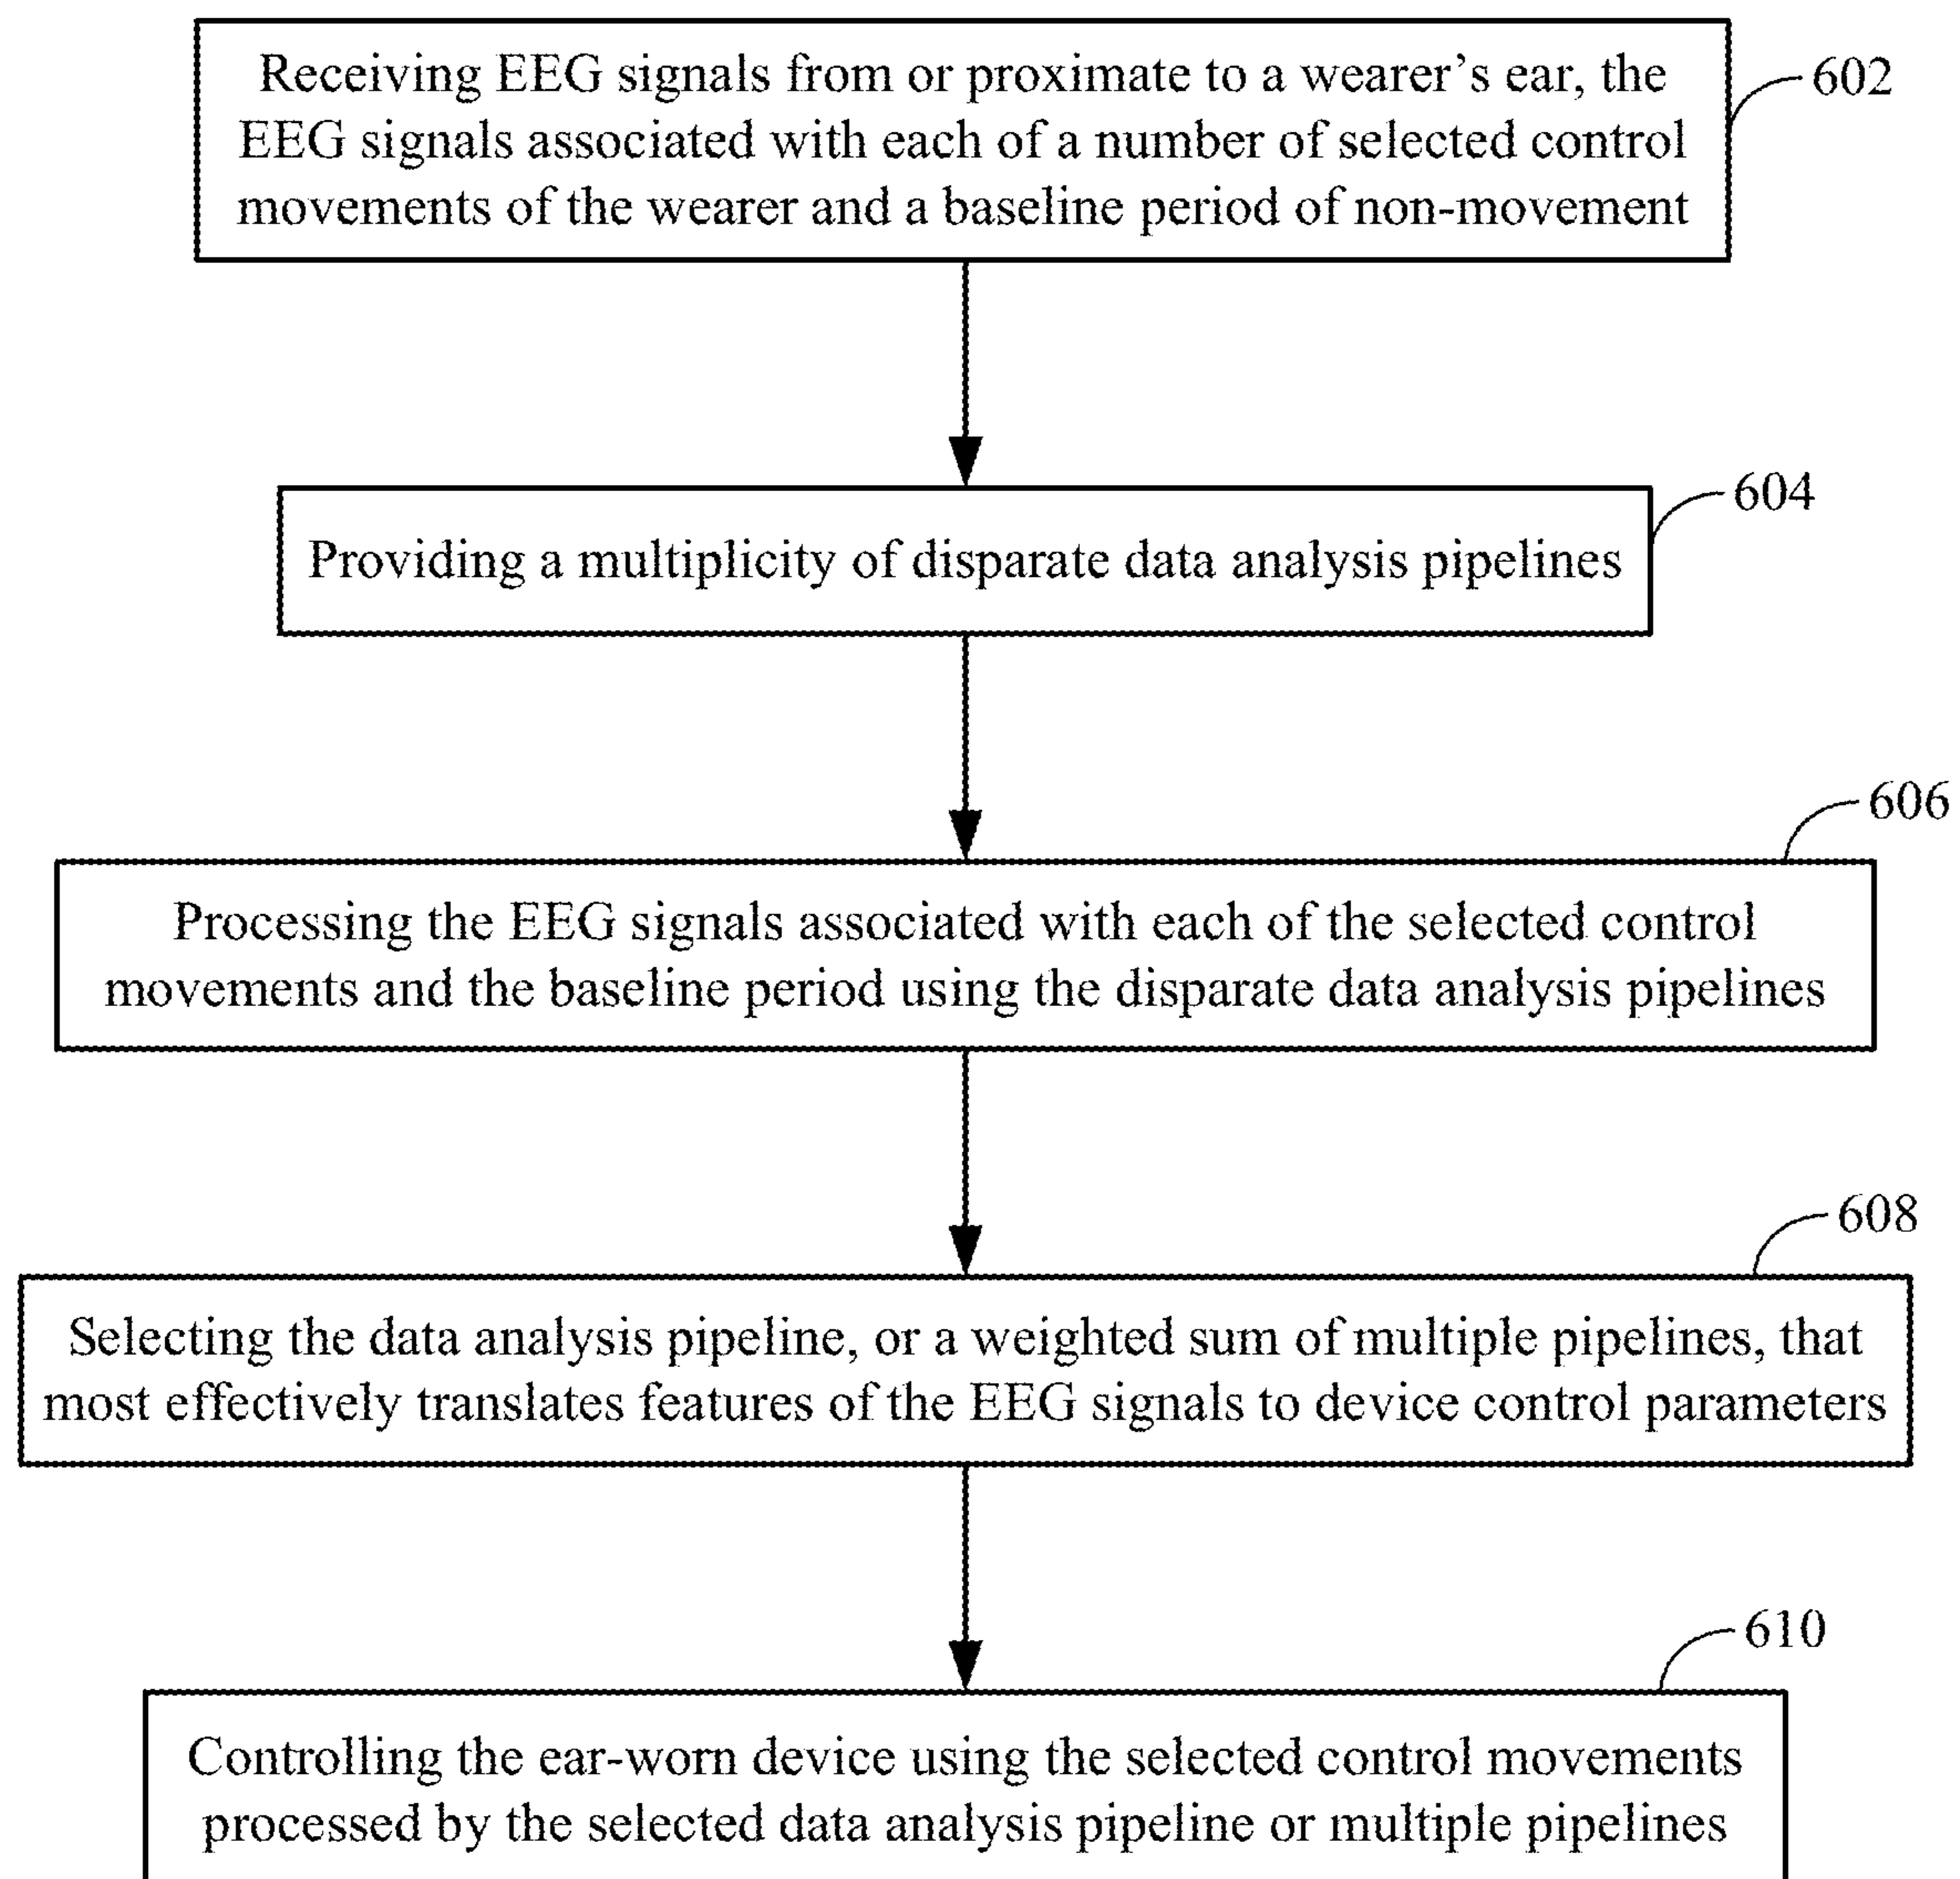 Receiving EEG signals from or proximate to a wearer's ear, the
EEG signals associated with each of a number of selected control
movements of the wearer and a baseline period of non-movement
602
Providing a multiplicity of disparate data analysis pipelines
604
Processing the EEG signals associated with each of the selected control
movements and the baseline period using the disparate data analysis pipelines
606
Selecting the data analysis pipeline, or a weighted sum of multiple pipelines, that
most effectively translates features of the EEG signals to device control parameters
608
Controlling the ear-worn device using the selected control movements
processed by the selected data analysis pipeline or multiple pipelines
610